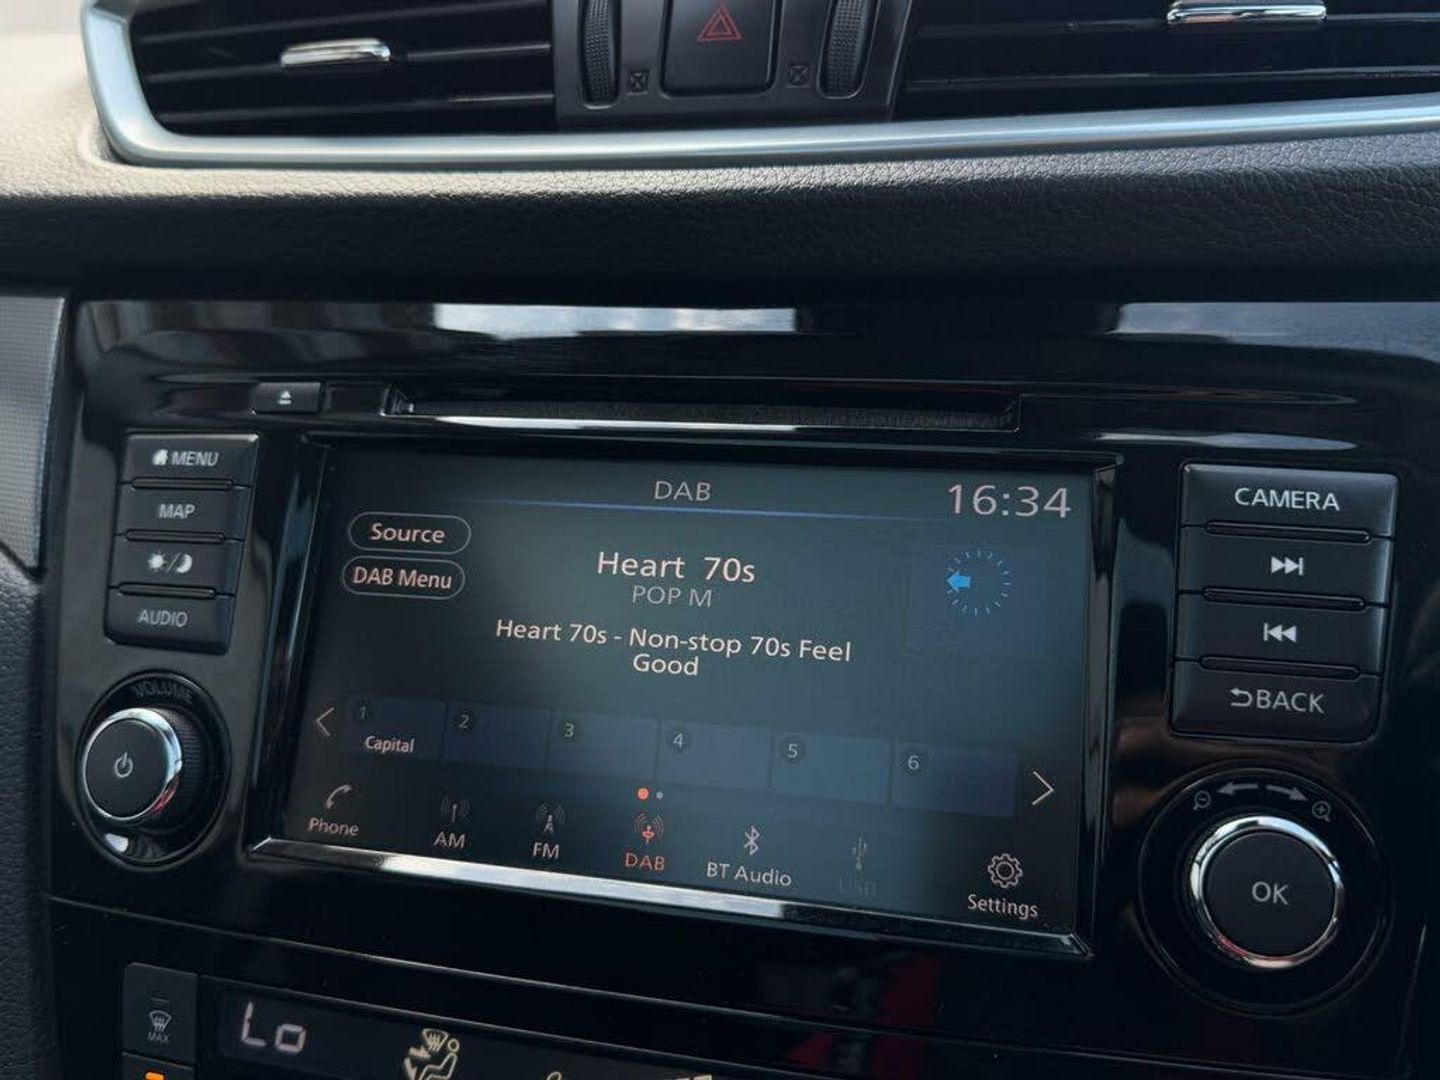 MENU
MAP
AUDIO
VOLUME
DAB
16:34
Source
DAB Menu
Heart 70s
POP M
Heart 70s - Non-stop 70s Feel
Good
1
Capital
2
3
4
5
6
Phone
AM
FM
DAB
BT Audio
USB
Settings
CAMERA
BACK
OK
MAX
Lo